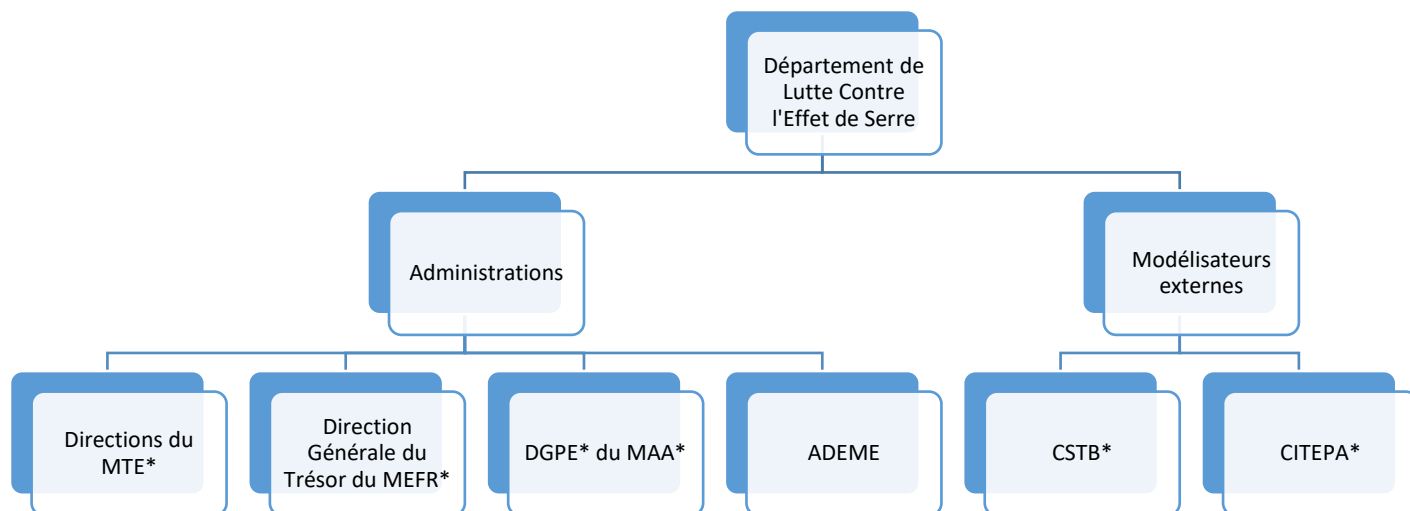 Département de
Lutte Contre
l'Effet de Serre
Administrations
Modélisateurs
externes
Directions du
MTE*
Direction
Générale du
Trésor du MEFR*
DGPE* du MAA*
ADEME
CSTB*
CITEPA*